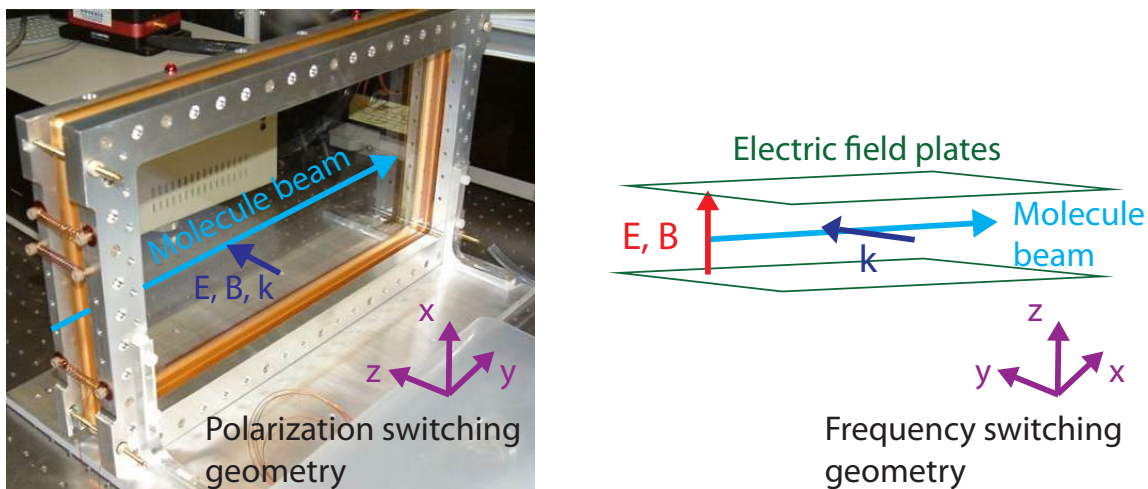 Molecule beam
E, B, k
x
z
y
Polarization switching
geometry
Electric field plates
E, B
k
Molecule
beam
z
y
x
Frequency switching
geometry